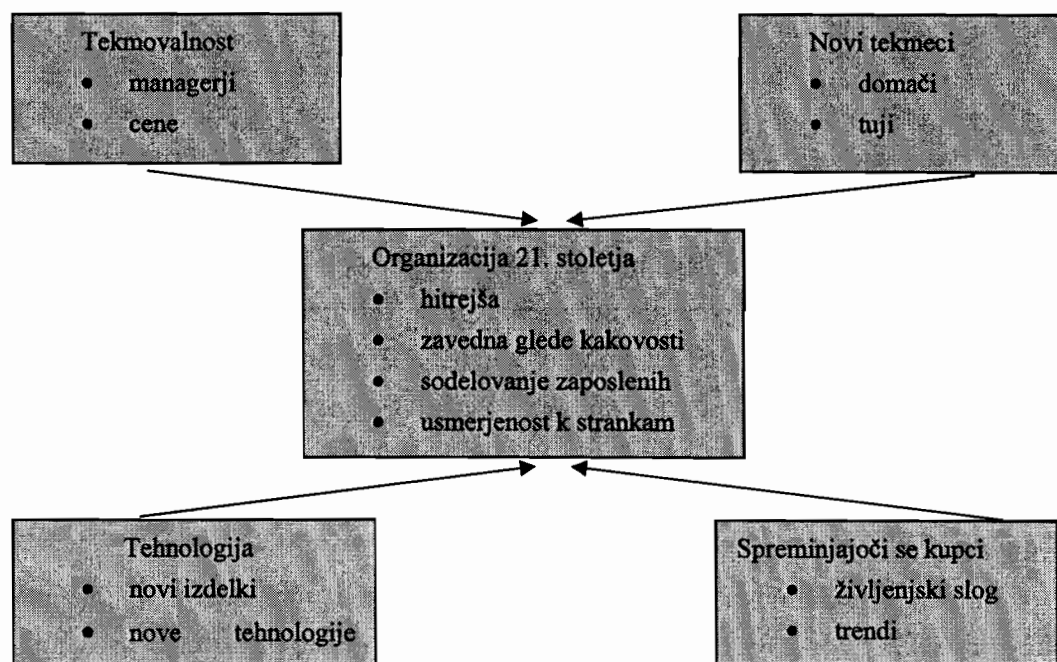 Tekmovalnost
• managerji
• cene
Novi tekmeci
• domači
• tuji
Organizacija 21. stoletja
• hitrejša
• zavedna glede kakovosti
• sodelovanje zaposlenih
• usmerjenost k strankam
Tehnologija
• novi izdelki
• nove tehnologije
Spreminjajoči se kupci
• življenjski slog
• trendi